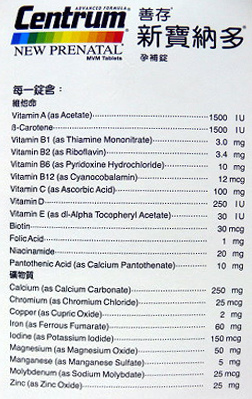 ADVANCED FORMULA®
Centrum® 善存®
NEW PRENATAL 新寶納多®
MVM Tablets 孕補錠
每一錠含：
維他命
Vitamin A (as Acetate) 1500 IU
ß-Carotene 1500 IU
Vitamin B1 (as Thiamine Mononitrate) 3.0 mg
Vitamin B2 (as Riboflavin) 3.4 mg
Vitamin B6 (as Pyridoxine Hydrochloride) 10 mg
Vitamin B12 (as Cyanocobalamin) 12 mcg
Vitamin C (as Ascorbic Acid) 100 mg
Vitamin D 250 IU
Vitamin E (as dl-Alpha Tocopheryl Acetate) 30 IU
Biotin 30 mcg
Folic Acid 1 mg
Niacinamide 20 mg
Pantothenic Acid (as Calcium Pantothenate) 10 mg
礦物質
Calcium (as Calcium Carbonate) 250 mg
Chromium (as Chromium Chloride) 25 mcg
Copper (as Cupric Oxide) 2 mg
Iron (as Ferrous Fumarate) 60 mg
Iodine (as Potassium Iodide) 150 mcg
Magnesium (as Magnesium Oxide) 50 mg
Manganese (as Manganese Sulfate) 5 mg
Molybdenum (as Sodium Molybdate) 25 mcg
Zinc (as Zinc Oxide) 25 mg